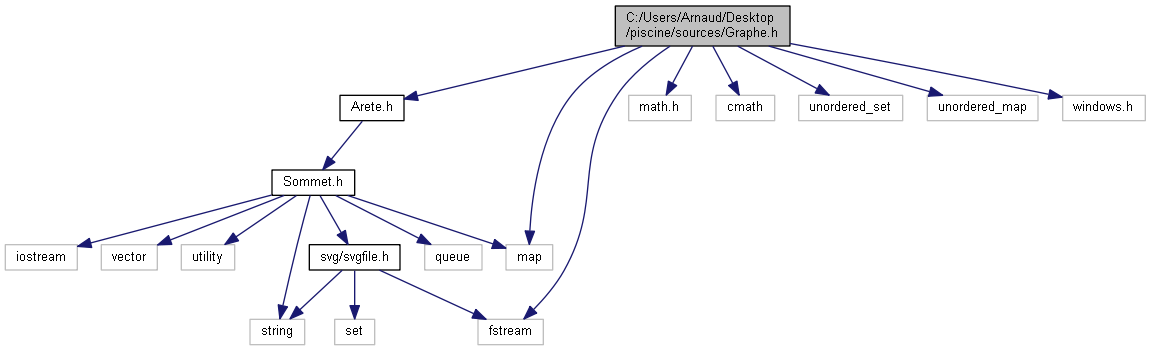 C:/Users/Arnaud/Desktop
/piscine/sources/Graphe.h
Arete.h
math.h
cmath
unordered_set
unordered_map
windows.h
Sommet.h
iostream
vector
utility
svg/svgfile.h
queue
map
string
set
fstream